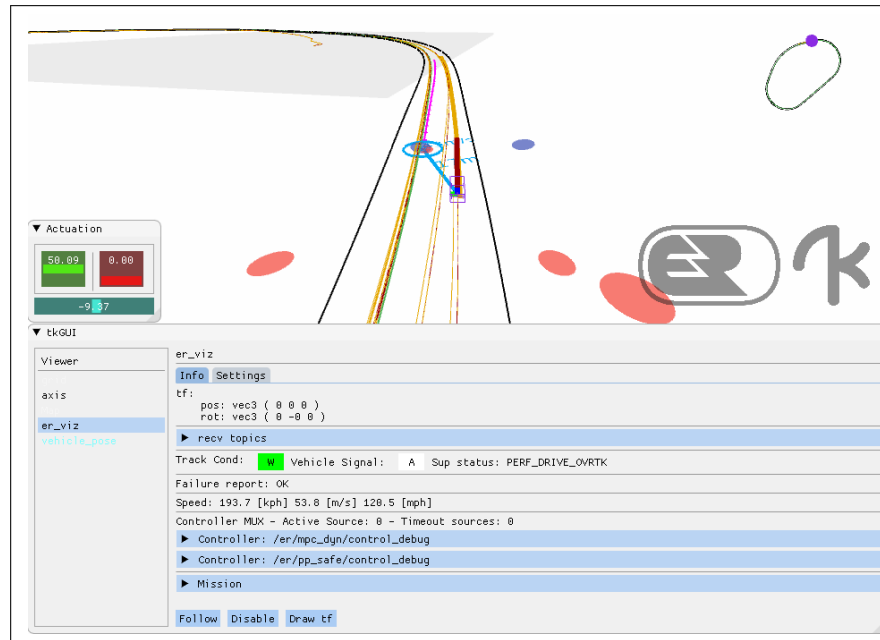 ▼ Actuation
50.09 0.00
-9.37
ER k
▼ tkGUI
Viewer
axis
er_viz
vehicle_pose
er_viz
Info Settings
tf:
pos: vec3 ( 0 0 0 )
rot: vec3 ( 0 -0 0 )
▶ recv topics
Track Cond: W Vehicle Signal: A Sup status: PERF_DRIVE_OVRTK
Failure report: OK
Speed: 193.7 [kph] 53.8 [m/s] 120.5 [mph]
Controller MUX - Active Source: 0 - Timeout sources: 0
▶ Controller: /er/mpc_dyn/control_debug
▶ Controller: /er/pp_safe/control_debug
▶ Mission
Follow Disable Draw tf